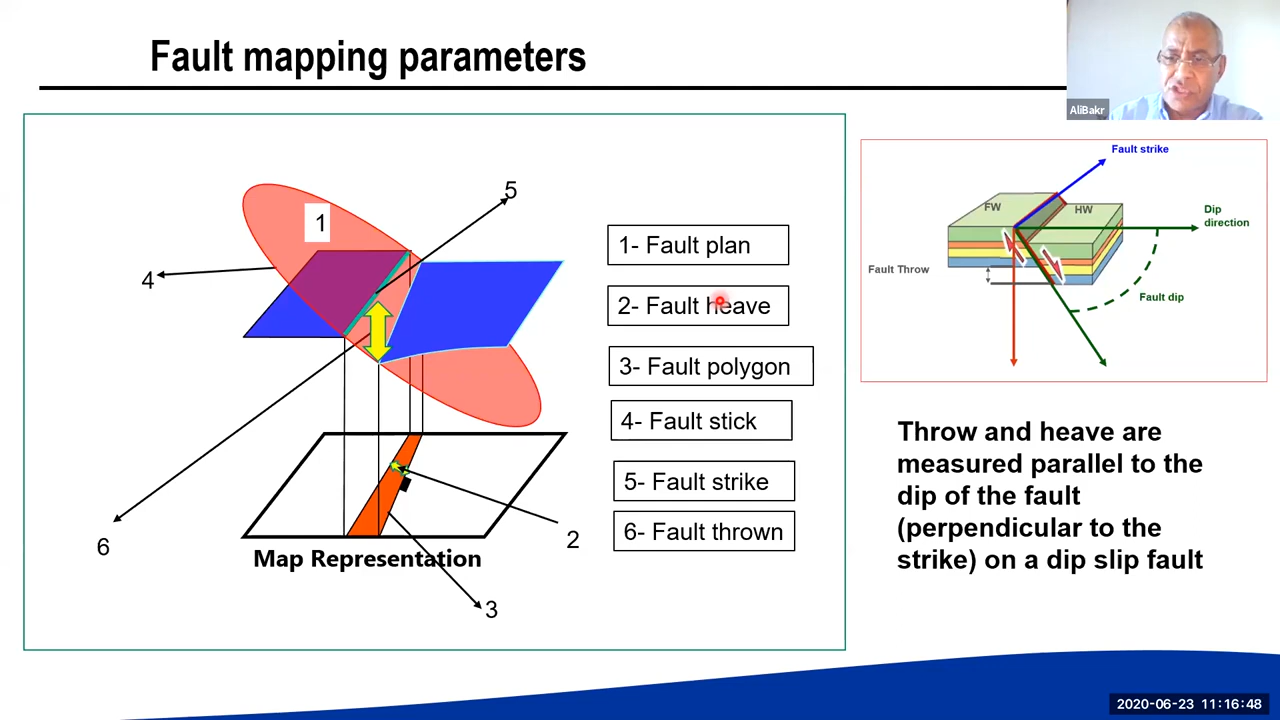 Fault mapping parameters
AliBakr
1
5
4
6
2
3
Map Representation
1- Fault plan
2- Fault heave
3- Fault polygon
4- Fault stick
5- Fault strike
6- Fault thrown
Fault strike
FW
HW
Dip
direction
Fault Throw
Fault dip
Throw and heave are
measured parallel to the
dip of the fault
(perpendicular to the
strike) on a dip slip fault
2020-06-23 11:16:48